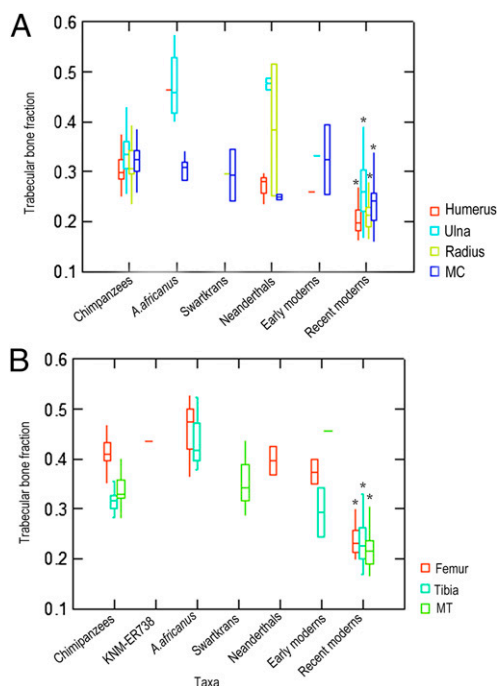 A
Trabecular bone fraction
0.6
0.5
0.4
0.3
0.2
0.1
* * * *
Chimpanzees
A.africanus
Swartkrans
Neanderthals
Early moderns
Recent moderns
Humerus
Ulna
Radius
MC
B
Trabecular bone fraction
0.6
0.5
0.4
0.3
0.2
0.1
* * *
Chimpanzees
KNM-ER738
A.africanus
Swartkrans
Neanderthals
Early moderns
Recent moderns
Taxa
Femur
Tibia
MT